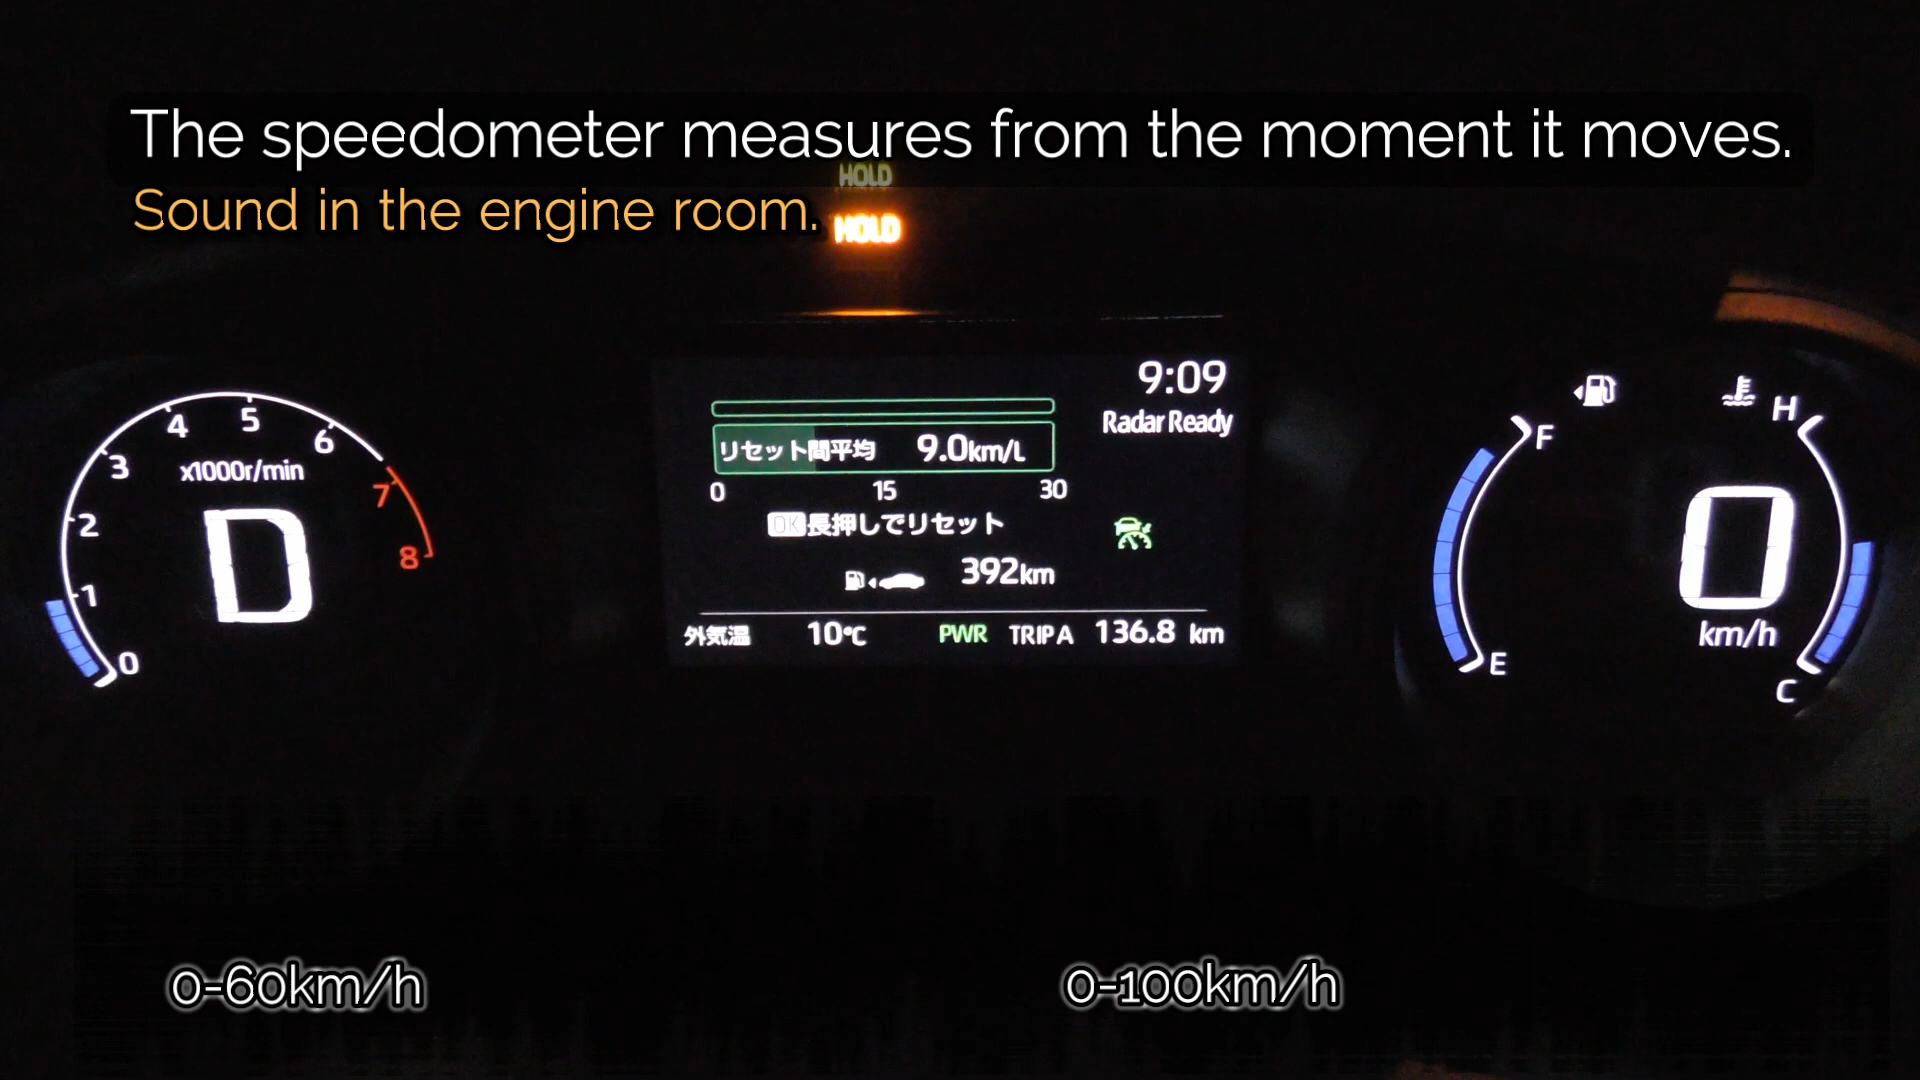 The speedometer measures from the moment it moves.
HOLD
Sound in the engine room.
HOLD
9:09
Radar Ready
リセット間平均 9.0km/L
0 15 30
OK長押しでリセット
392km
外気温 10℃ PWR TRIP A 136.8 km
0 1 2 3 4 5 6 7 8
x1000r/min
D
F
E
H
C
0
km/h
0-60km/h
0-100km/h